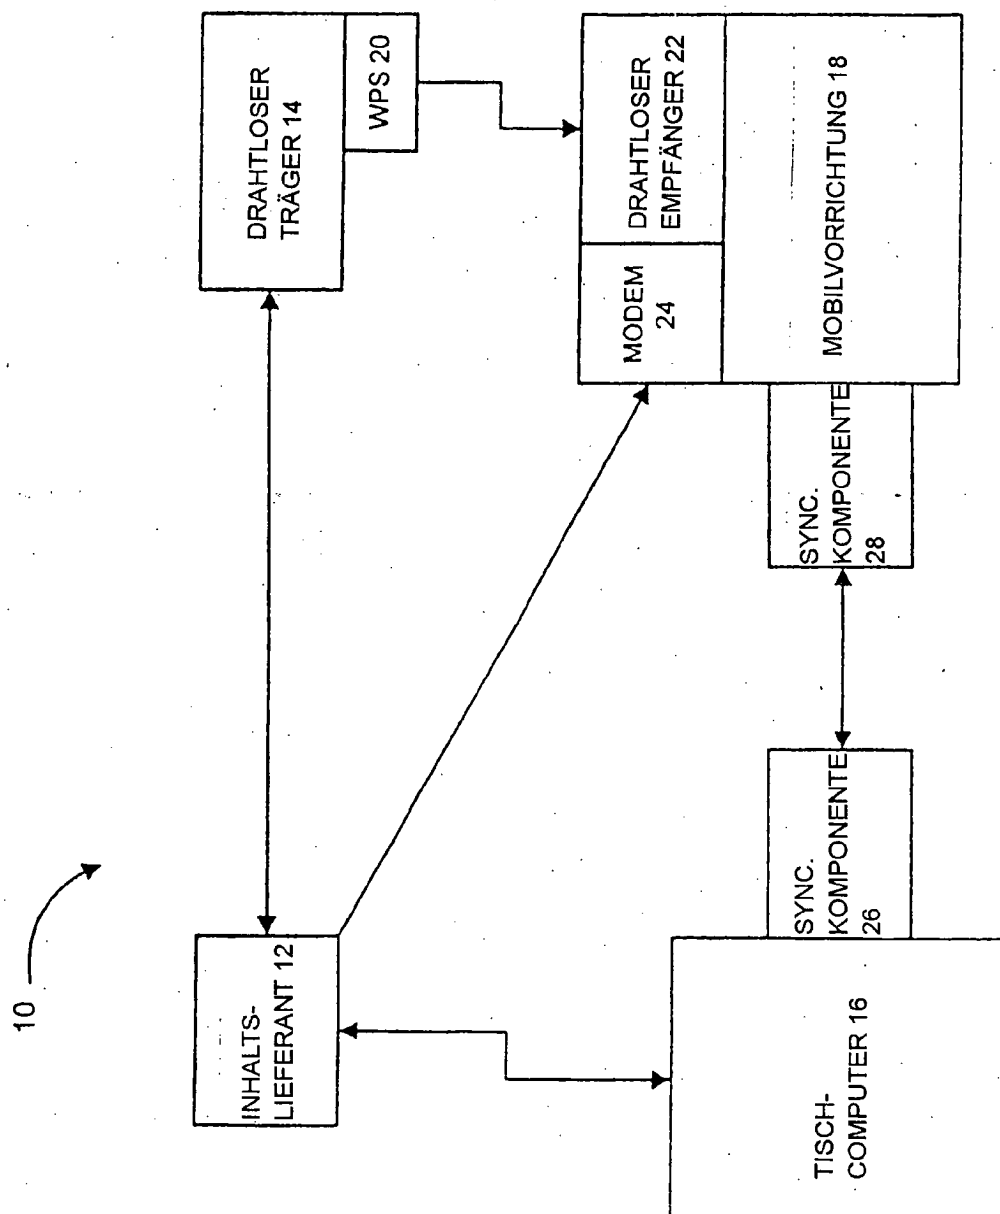 10
INHALTS-
LIEFERANT 12
DRAHTLOSER
TRÄGER 14
WPS 20
MODEM
24
DRAHTLOSER
EMPFÄNGER 22
MOBILVORRICHTUNG 18
SYNC.
KOMPONENTE
28
SYNC.
KOMPONENTE
26
TISCH-
COMPUTER 16